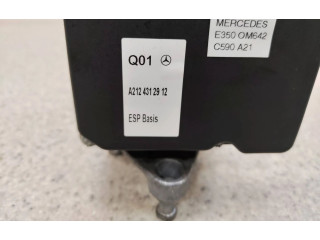 MERCEDES
E350 OM642
C590 A21
Q01
A212 431 29 12
ESP Basis